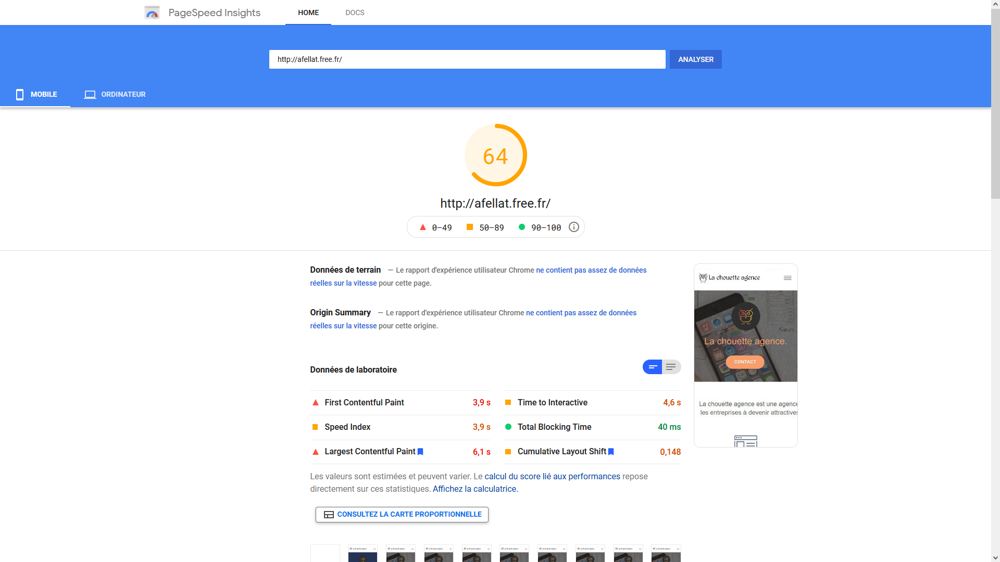 PageSpeed Insights
HOME
DOCS
http://afellat.free.fr/
ANALYSER
MOBILE
ORDINATEUR
64
http://afellat.free.fr/
0–49
50–89
90–100
Données de terrain — Le rapport d'expérience utilisateur Chrome ne contient pas assez de données
réelles sur la vitesse pour cette page.
Origin Summary — Le rapport d'expérience utilisateur Chrome ne contient pas assez de données
réelles sur la vitesse pour cette origine.
Données de laboratoire
First Contentful Paint 3,9 s
Time to Interactive 4,6 s
Speed Index 3,9 s
Total Blocking Time 40 ms
Largest Contentful Paint 6,1 s
Cumulative Layout Shift 0,148
Les valeurs sont estimées et peuvent varier. Le calcul du score lié aux performances repose
directement sur ces statistiques. Affichez la calculatrice.
CONSULTEZ LA CARTE PROPORTIONNELLE
La chouette agence
La chouette agence.
CONTACT
La chouette agence est une agence
les entreprises à devenir attractives